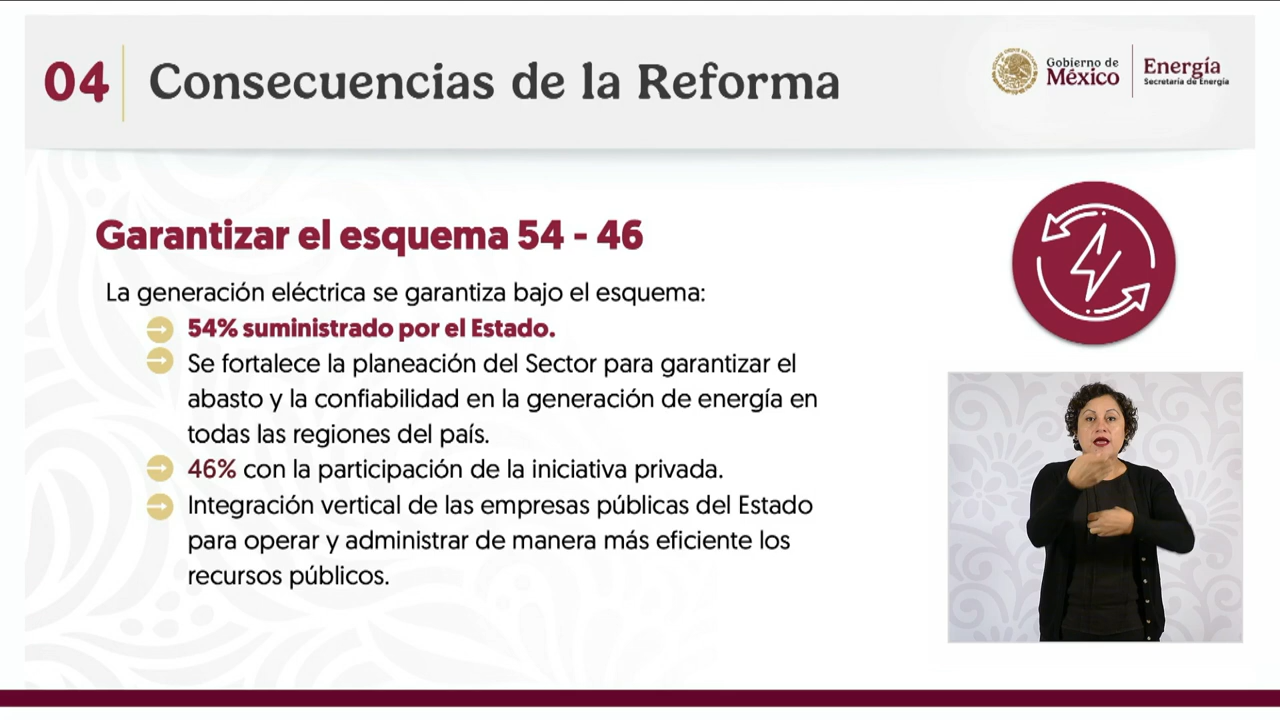 04
Consecuencias de la Reforma
Gobierno de
México
Energía
Secretaría de Energía
Garantizar el esquema 54 - 46
La generación eléctrica se garantiza bajo el esquema:
54% suministrado por el Estado.
Se fortalece la planeación del Sector para garantizar el
abasto y la confiabilidad en la generación de energía en
todas las regiones del país.
46% con la participación de la iniciativa privada.
Integración vertical de las empresas públicas del Estado
para operar y administrar de manera más eficiente los
recursos públicos.